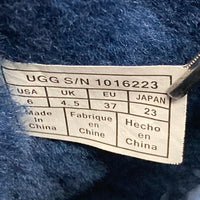 UGG S/N 1016223
USA UK EU JAPAN
6 4.5 37 23
Made in China Fabrique en Chine Hecho en China